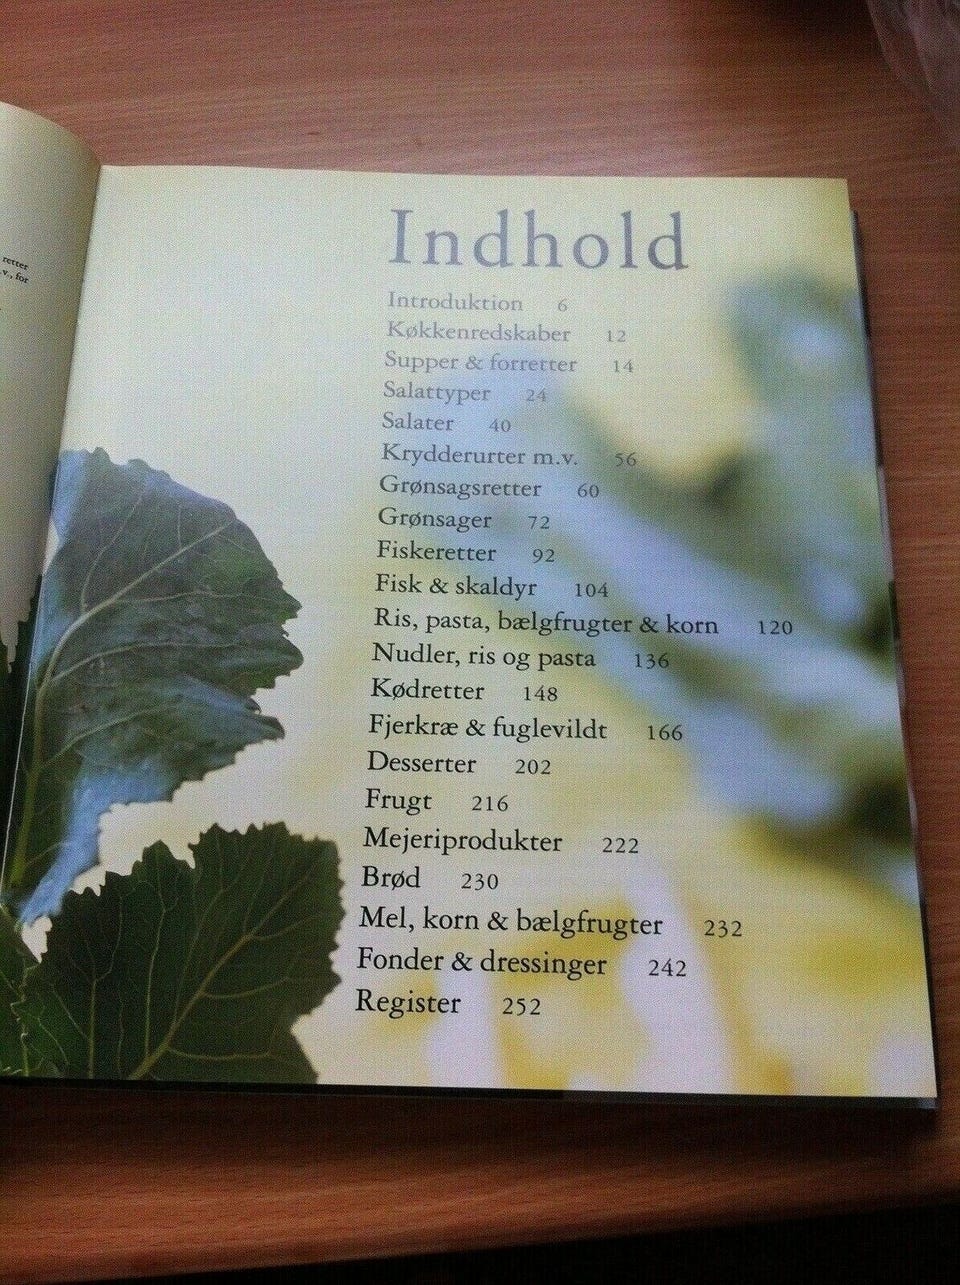 retter
v., for
Indhold
Introduktion 6
Køkkenredskaber 12
Supper & forretter 14
Salattyper 24
Salater 40
Krydderurter m.v. 56
Grønsagsretter 60
Grønsager 72
Fiskeretter 92
Fisk & skaldyr 104
Ris, pasta, bælgfrugter & korn 120
Nudler, ris og pasta 136
Kødretter 148
Fjerkræ & fuglevildt 166
Desserter 202
Frugt 216
Mejeriprodukter 222
Brød 230
Mel, korn & bælgfrugter 232
Fonder & dressinger 242
Register 252